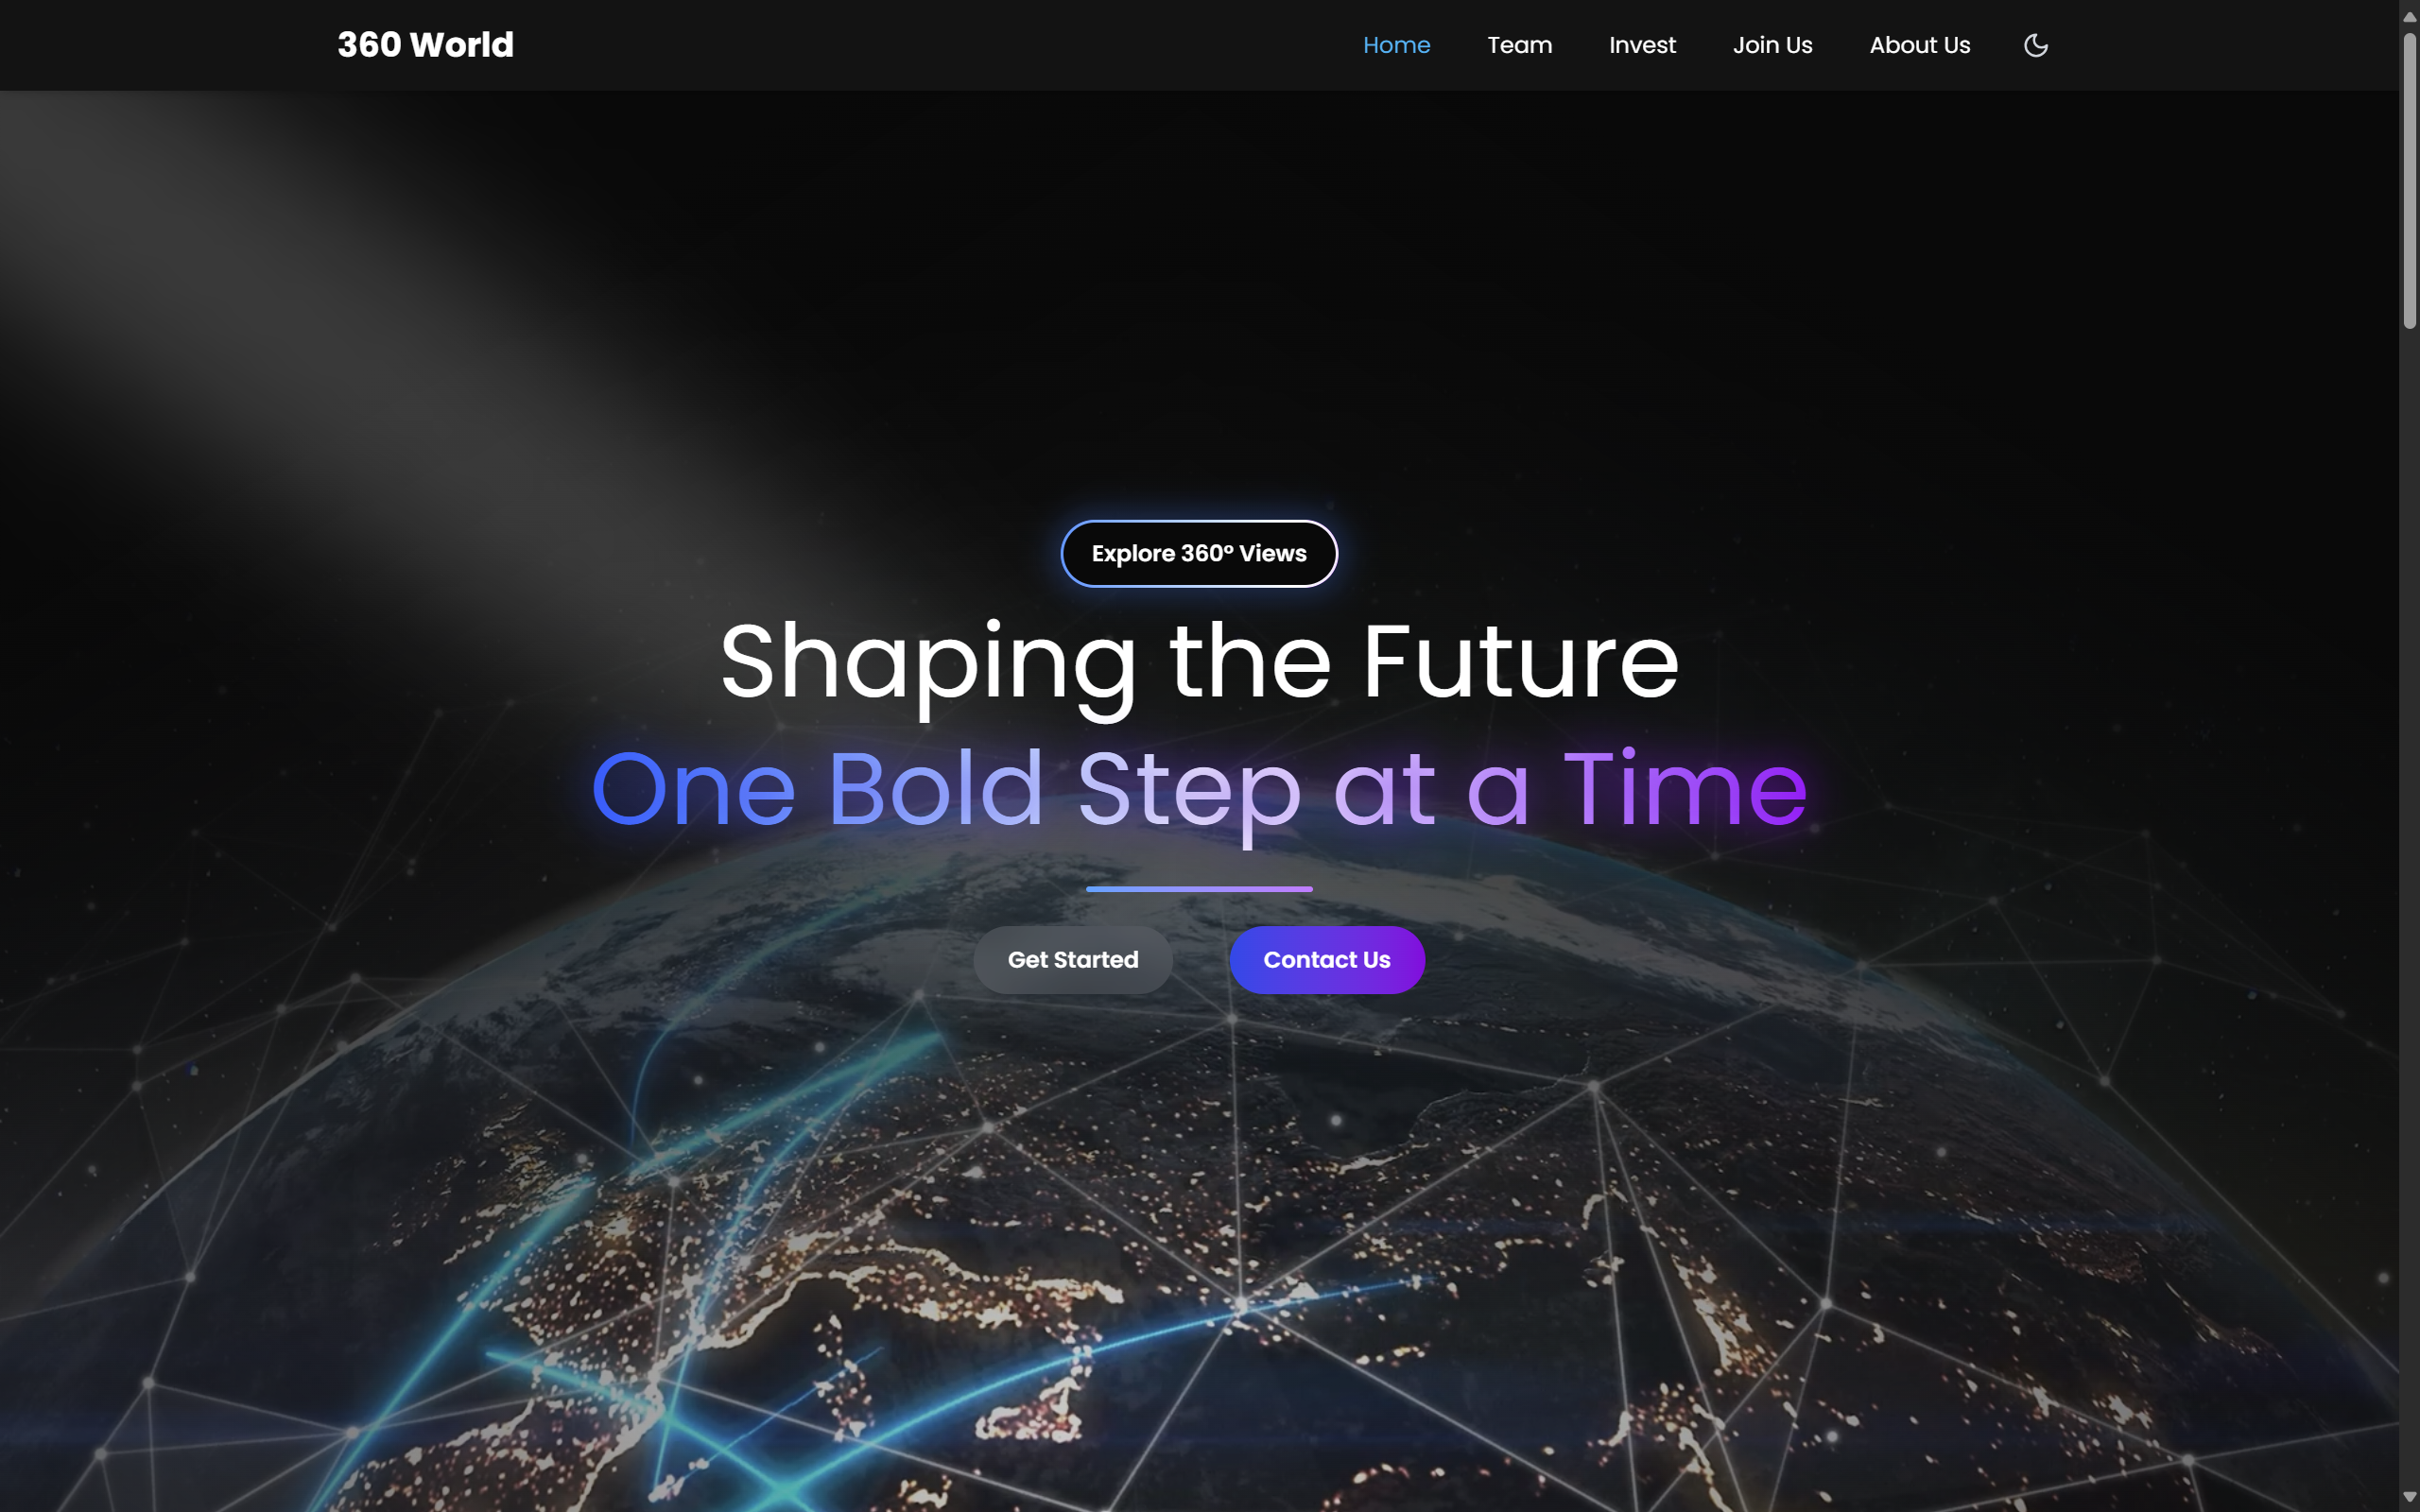 360 World
Home Team Invest Join Us About Us
Explore 360° Views
Shaping the Future
One Bold Step at a Time
Get Started Contact Us